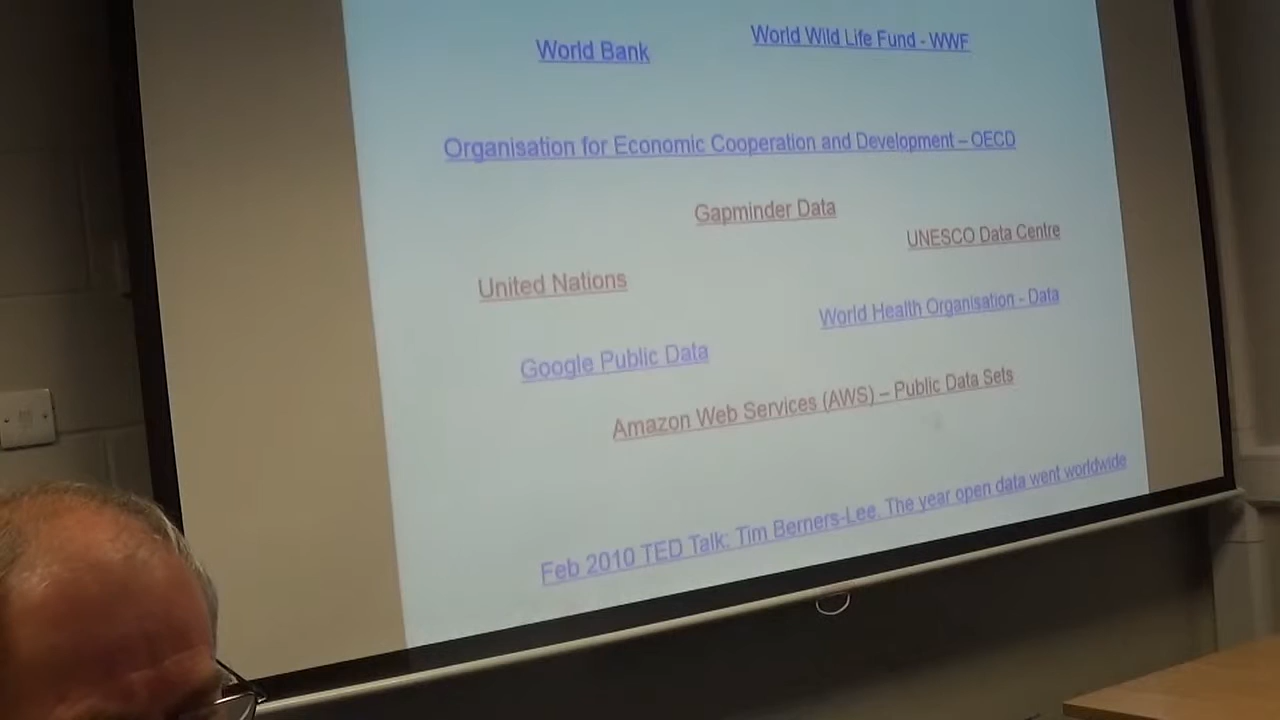 World Bank
World Wild Life Fund - WWF
Organisation for Economic Cooperation and Development – OECD
Gapminder Data
UNESCO Data Centre
United Nations
World Health Organisation - Data
Google Public Data
Amazon Web Services (AWS) – Public Data Sets
Feb 2010 TED Talk: Tim Berners-Lee. The year open data went worldwide